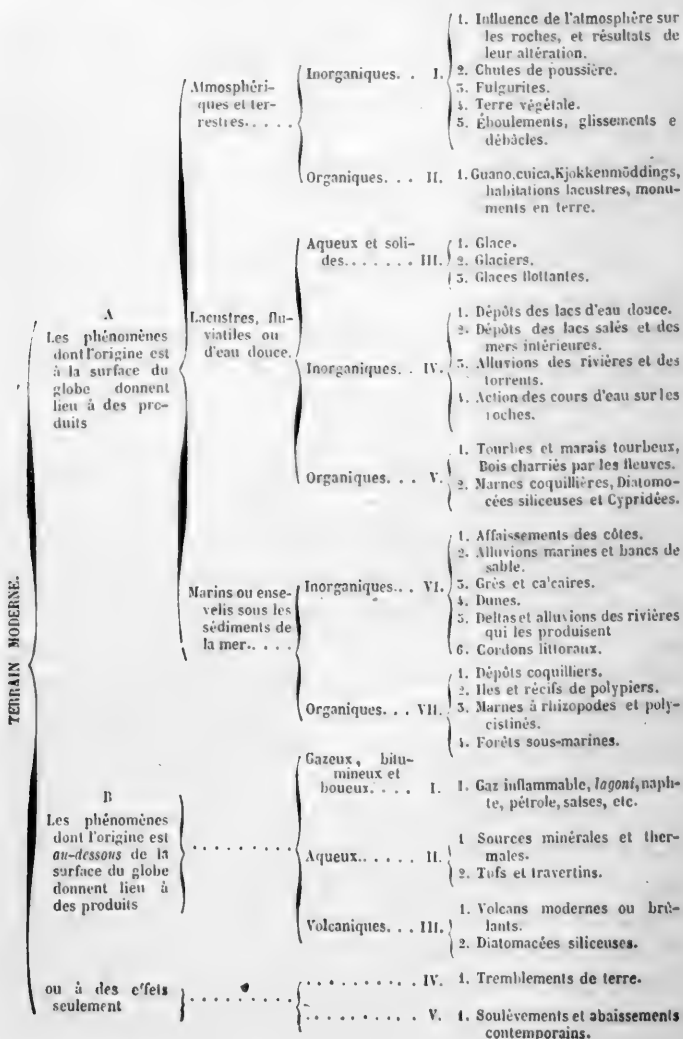 TERRAIN MODERNE.
A
Les phénomènes
dont l'origine est
à la surface du
globe donnent
lieu à des pro-
duits
Atmosphéri-
ques et ter-
restres.....
Inorganiques. . I.
1. Influence de l'atmosphère sur
les roches, et résultats de
leur altération.
2. Chutes de poussière.
3. Fulgurites.
4. Terre végétale.
5. Éboulements, glissements e
débâcles.
Organiques. . . II.
1. Guano, cuica, Kjokkenmöddings,
habitations lacustres, monu-
ments en terre.
Lacustres, flu-
viatiles ou
d'eau douce.
Aqueux et soli-
des. . . . . . . III.
1. Glace.
2. Glaciers.
3. Glaces flottantes.
Inorganiques. . IV.
1. Dépôts des lacs d'eau douce.
2. Dépôts des lacs salés et des
mers intérieures.
3. Alluvions des rivières et des
torrents.
4. Action des cours d'eau sur les
roches.
Organiques. . . V.
1. Tourbes et marais tourbeux,
Bois charriés par les fleuves.
2. Marnes coquillières, Diatomo-
cées siliceuses et Cypridées.
Marins ou ense-
velis sous les
sédiments de
la mer. . . . .
Inorganiques. . VI.
1. Affaissements des côtes.
2. Alluvions marines et bancs de
sable.
3. Grès et ca'caires.
4. Dunes.
5. Deltas et alluvions des rivières
qui les produisent
6. Cordons littoraux.
Organiques. . . VII.
1. Dépôts coquilliers.
2. Iles et récifs de polypiers.
3. Marnes à rhizopodes et poly-
cistinés.
4. Forêts sous-marines.
B
Les phénomènes
dont l'origine est
au-dessous de la
surface du globe
donnent lieu à
des produits
Gazeux, bitu-
mineux et
boueux. . . . . I.
1. Gaz inflammable, lagoni, naph-
te, pétrole, salses, etc.
Aqueux. . . . . II.
1 Sources minérales et ther-
males.
2. Tufs et travertins.
Volcaniques. . . III.
1. Volcans modernes ou brû-
lants.
2. Diatomacées siliceuses.
ou à des effets
seulement
. . . . . . . . . . IV. 1. Tremblements de terre.
. . . . . . . . . . V. 1. Soulèvements et abaissements
contemporains.